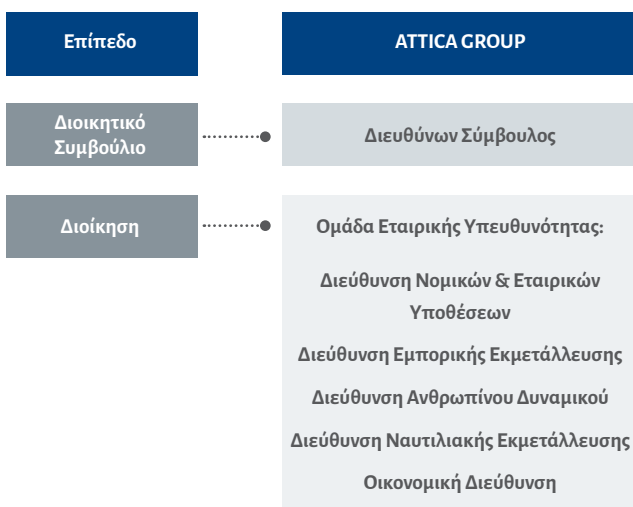 Επίπεδο
ATTICA GROUP
Διοικητικό
Συμβούλιο
Διευθύνων Σύμβουλος
Διοίκηση
Ομάδα Εταιρικής Υπευθυνότητας:
Διεύθυνση Νομικών & Εταιρικών
Υποθέσεων
Διεύθυνση Εμπορικής Εκμετάλλευσης
Διεύθυνση Ανθρωπίνου Δυναμικού
Διεύθυνση Ναυτιλιακής Εκμετάλλευσης
Οικονομική Διεύθυνση